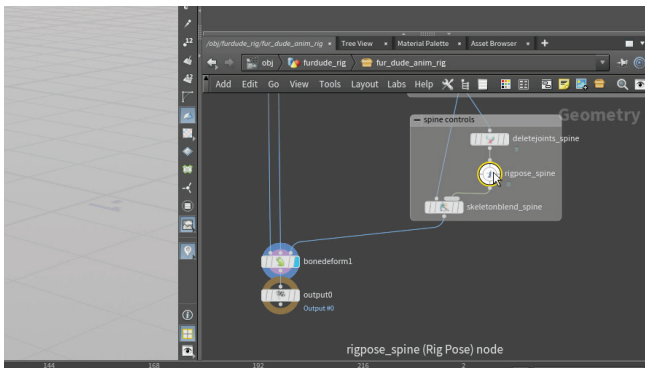 /obj/furdude_rig/fur_dude_anim_rig × Tree View × Material Palette × Asset Browser × +
obj furdude_rig fur_dude_anim_rig
Add Edit Go View Tools Layout Labs Help
Geometry
spine controls
deletejoints_spine
rigpose_spine
skeletonblend_spine
bonedeform1
output0
Output #0
rigpose_spine (Rig Pose) node
144 168 192 216 2